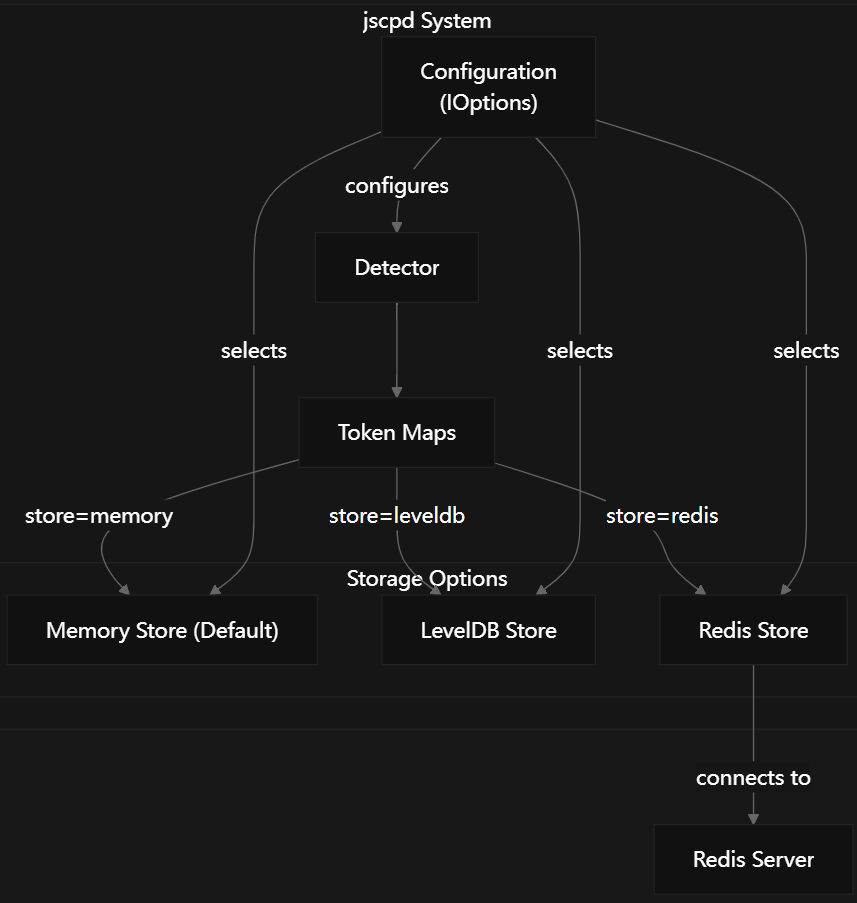 jscpd System
Configuration
(IOptions)
configures
Detector
selects
selects
selects
Token Maps
store=memory
store=leveldb
store=redis
Storage Options
Memory Store (Default)
LevelDB Store
Redis Store
connects to
Redis Server